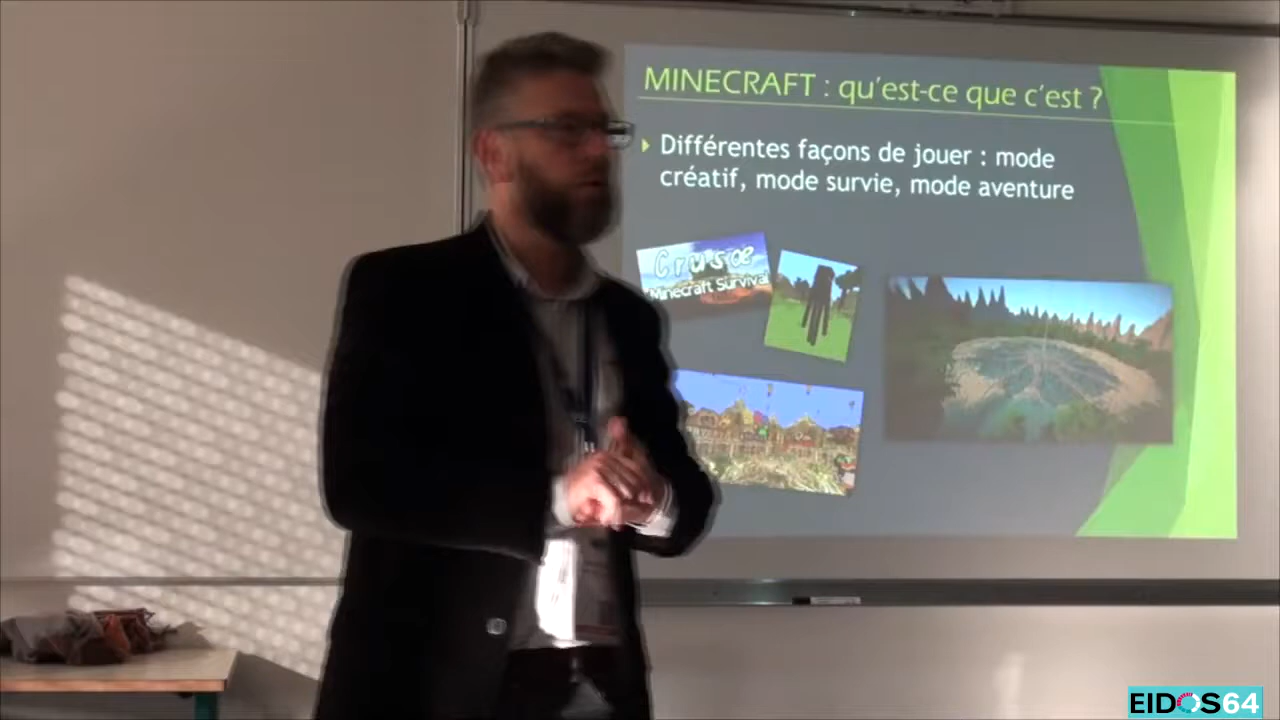 MINECRAFT : qu'est-ce que c'est ?
Différentes façons de jouer : mode
créatif, mode survie, mode aventure
Crusoe
Minecraft Survival
EIDOS64